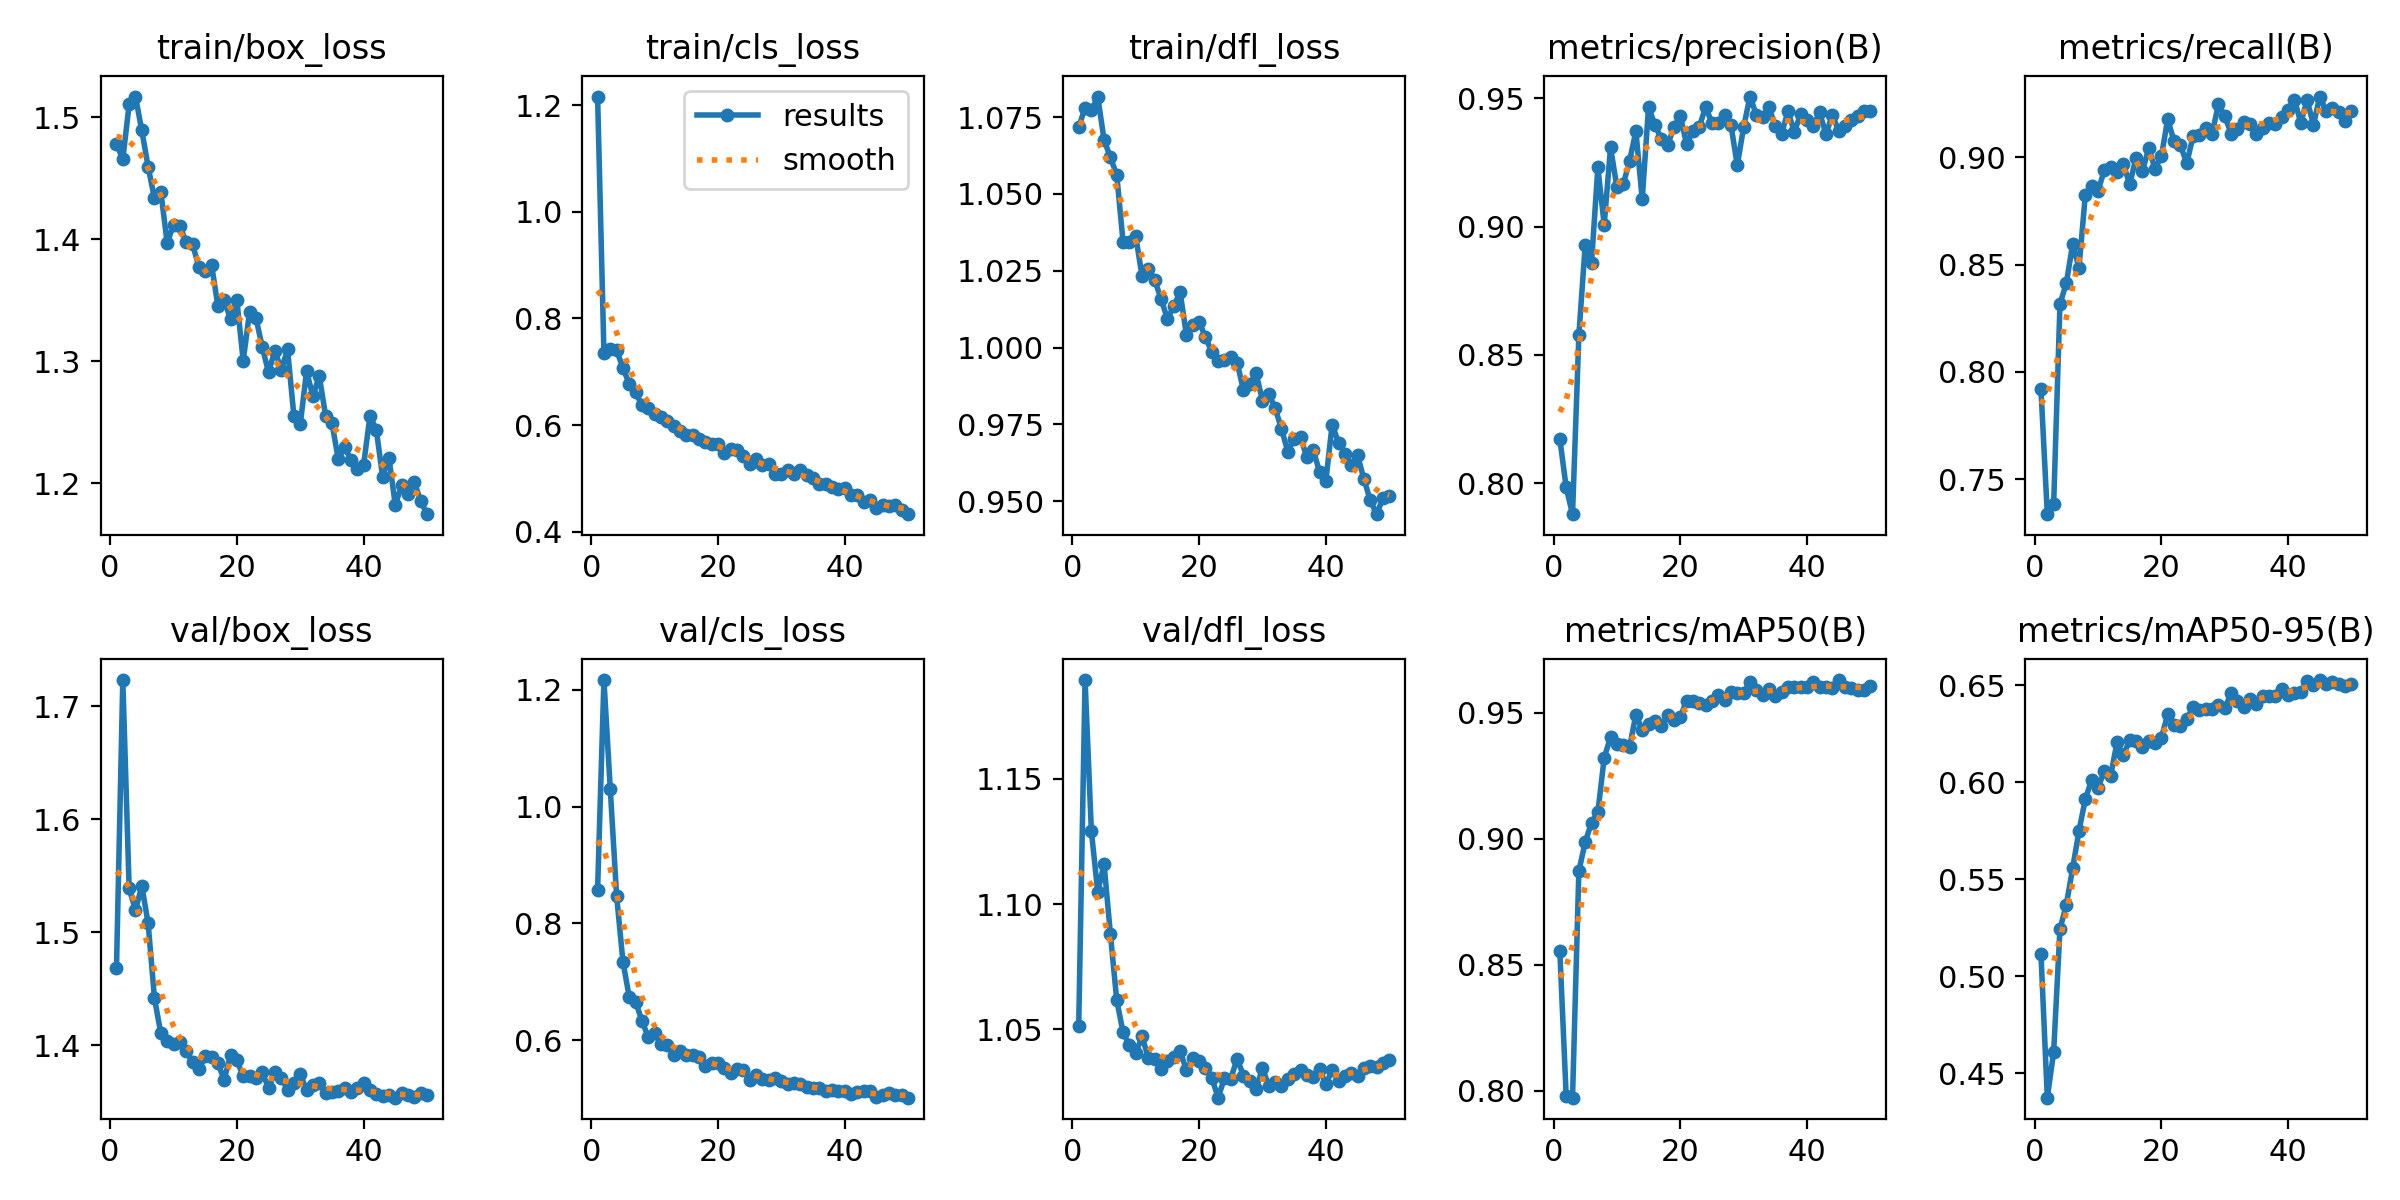 train/box_loss
1.5
1.4
1.3
1.2
0 20 40
train/cls_loss
results
smooth
1.2
1.0
0.8
0.6
0.4
0 20 40
train/dfl_loss
1.075
1.050
1.025
1.000
0.975
0.950
0 20 40
metrics/precision(B)
0.95
0.90
0.85
0.80
0 20 40
metrics/recall(B)
0.90
0.85
0.80
0.75
0 20 40
val/box_loss
1.7
1.6
1.5
1.4
0 20 40
val/cls_loss
1.2
1.0
0.8
0.6
0 20 40
val/dfl_loss
1.15
1.10
1.05
0 20 40
metrics/mAP50(B)
0.95
0.90
0.85
0.80
0 20 40
metrics/mAP50-95(B)
0.65
0.60
0.55
0.50
0.45
0 20 40